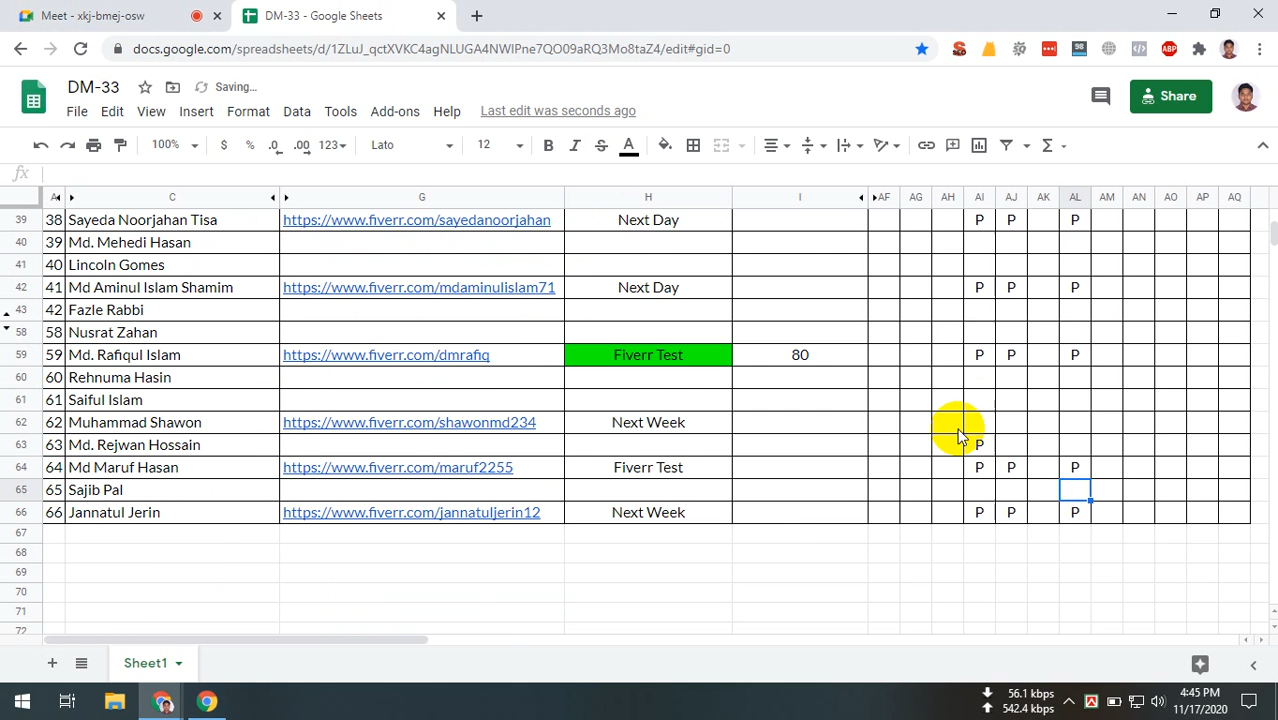 Meet - xkj-bmej-osw
DM-33 - Google Sheets
docs.google.com/spreadsheets/d/1ZLuJ_qctXVKC4agNLUGA4NWIPne7QO09aRQ3Mo8taZ4/edit#gid=0
98
ABP
DM-33
Saving...
File Edit View Insert Format Data Tools Add-ons Help Last edit was seconds ago
Share
100% $ % .0 .00 123 Lato 12 B I S A
fx
A C G H I AF AG AH AI AJ AK AL AM AN AO AP AQ
39 38 Sayeda Noorjahan Tisa https://www.fiverr.com/sayedanoorjahan Next Day P P P
40 39 Md. Mehedi Hasan
41 40 Lincoln Gomes
42 41 Md Aminul Islam Shamim https://www.fiverr.com/mdaminulislam71 Next Day P P P
43 42 Fazle Rabbi
58 58 Nusrat Zahan
59 59 Md. Rafiqul Islam https://www.fiverr.com/dmrafiq Fiverr Test 80 P P P
60 60 Rehnuma Hasin
61 61 Saiful Islam
62 62 Muhammad Shawon https://www.fiverr.com/shawonmd234 Next Week
63 63 Md. Rejwan Hossain P
64 64 Md Maruf Hasan https://www.fiverr.com/maruf2255 Fiverr Test P P P
65 65 Sajib Pal
66 66 Jannatul Jerin https://www.fiverr.com/jannatuljerin12 Next Week P P P
67
68
69
70
71
72
Sheet1
56.1 kbps
542.4 kbps
4:45 PM
11/17/2020